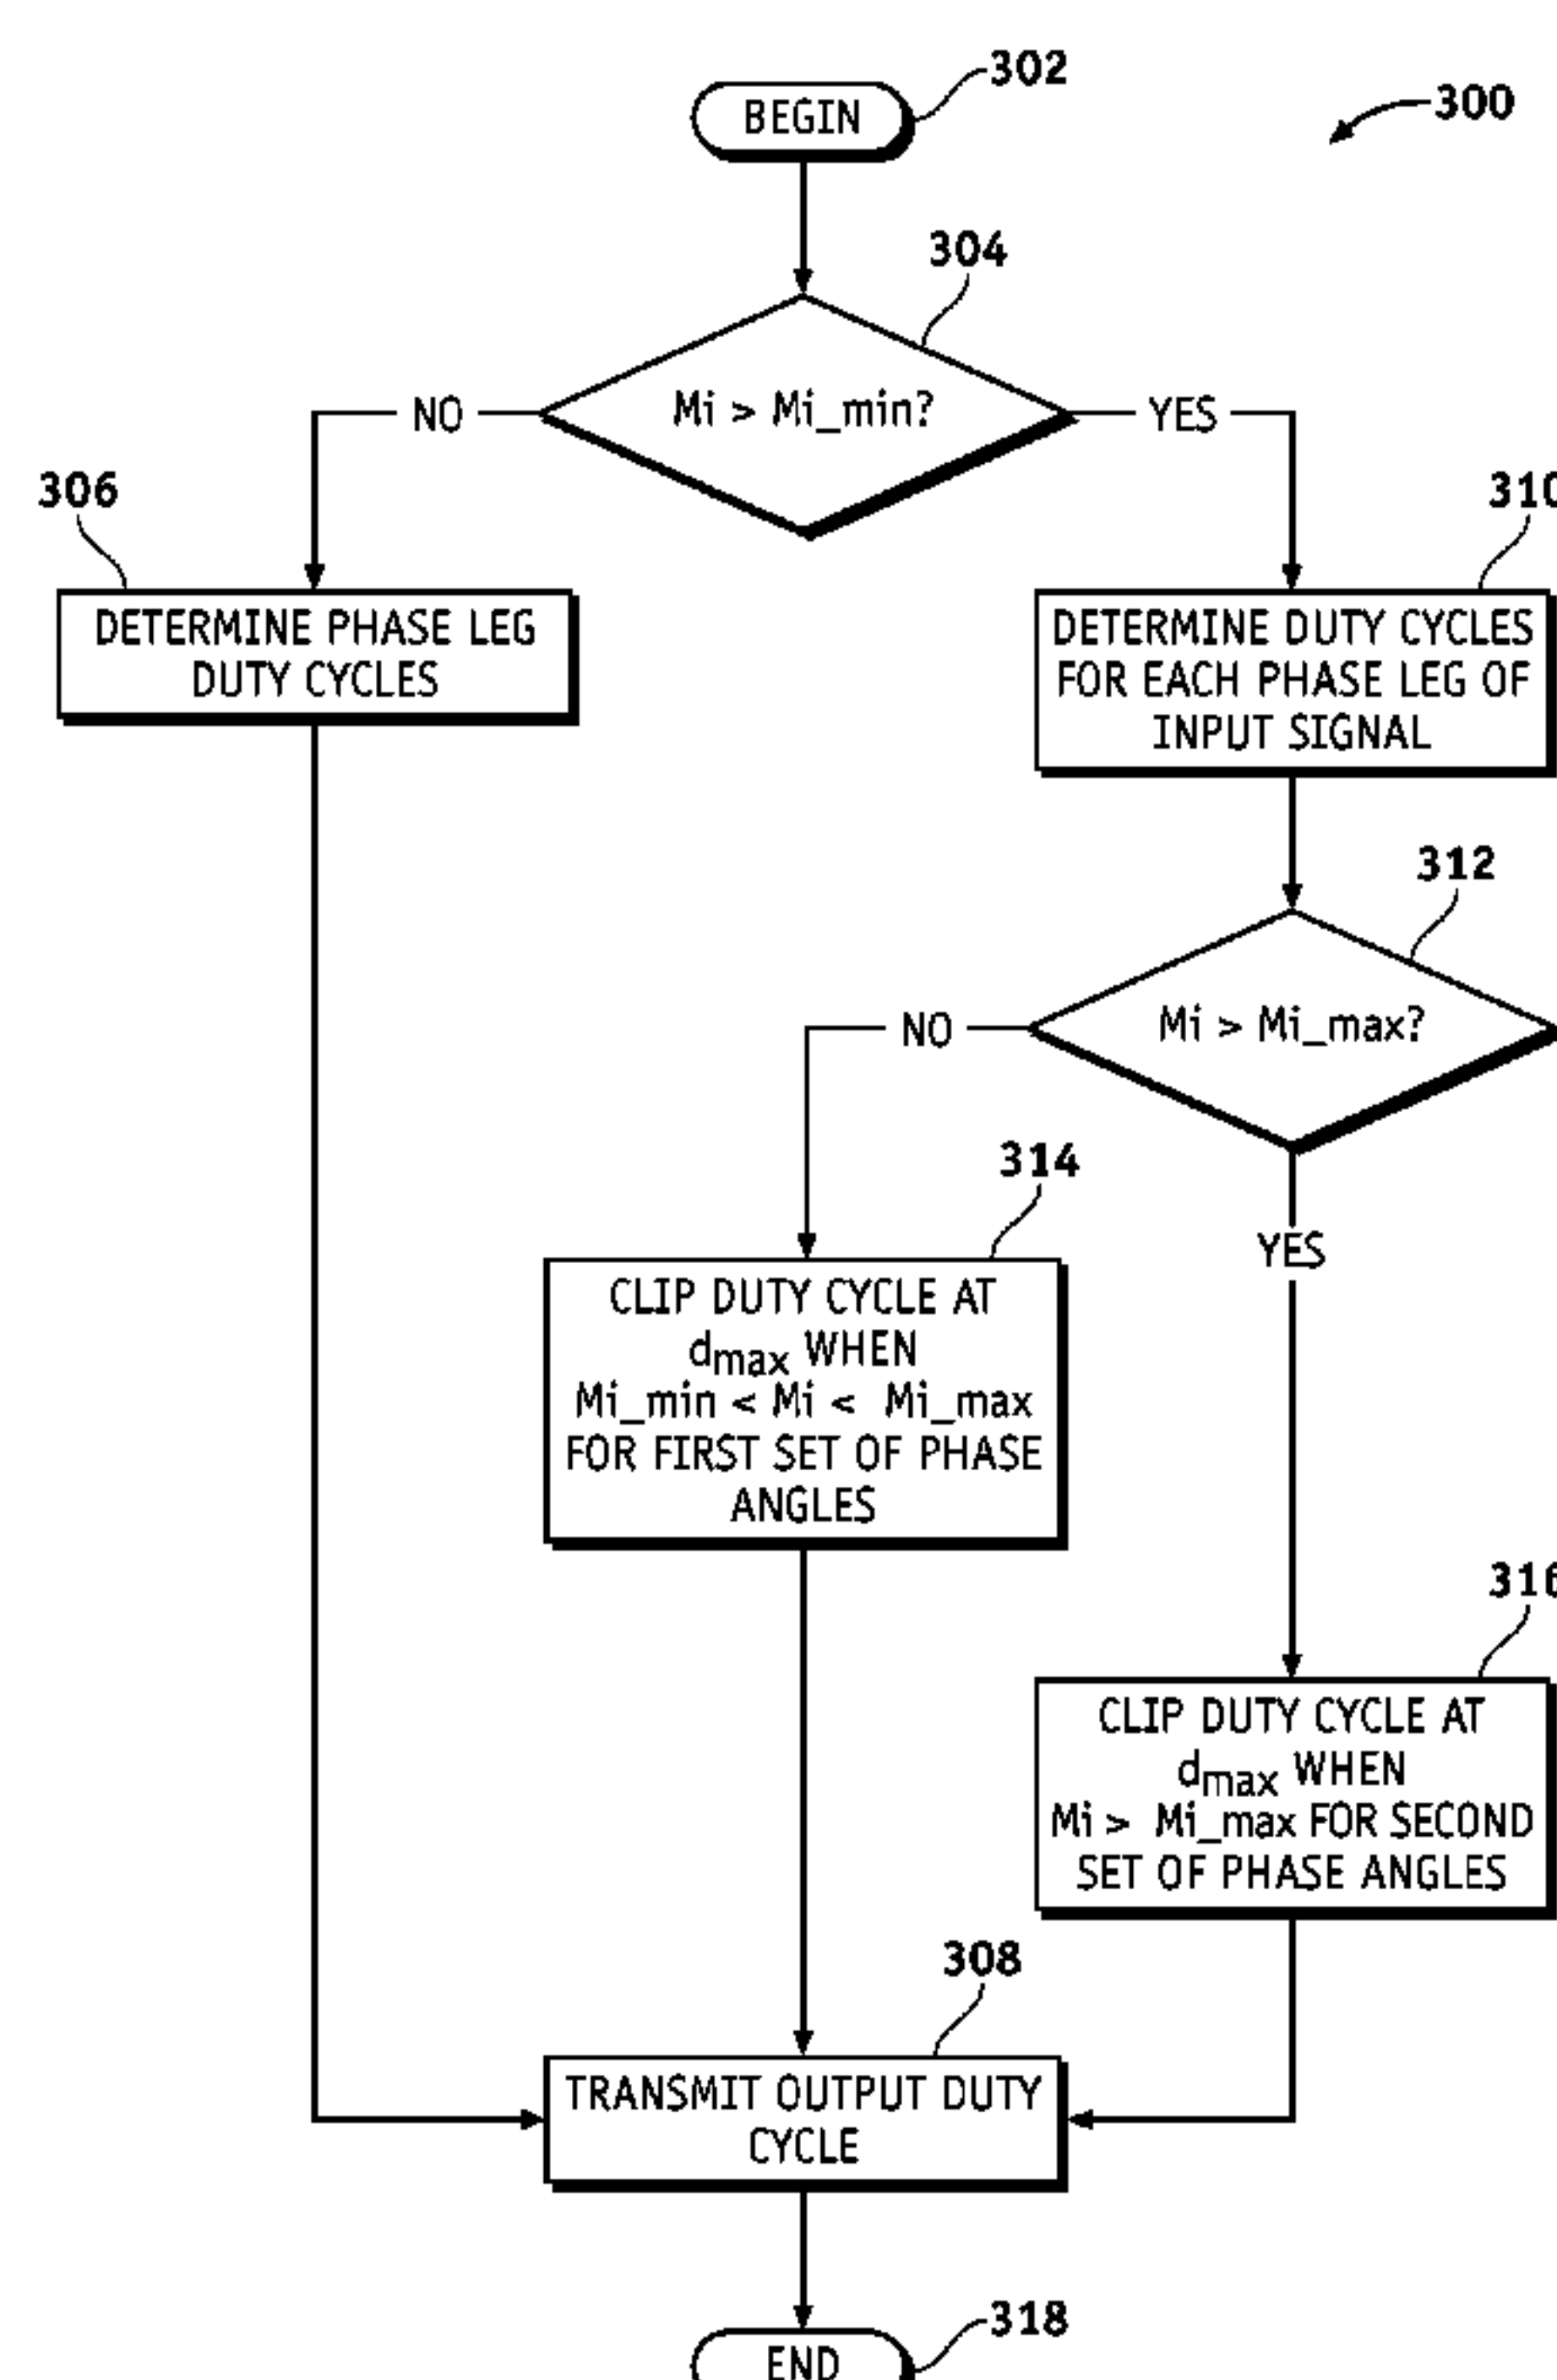 302
BEGIN
300
304
Mi > Mi_min?
NO
YES
306
310
DETERMINE PHASE LEG
DUTY CYCLES
DETERMINE DUTY CYCLES
FOR EACH PHASE LEG OF
INPUT SIGNAL
312
Mi > Mi_max?
NO
YES
314
CLIP DUTY CYCLE AT
dmax WHEN
Mi_min < Mi < Mi_max
FOR FIRST SET OF PHASE
ANGLES
316
CLIP DUTY CYCLE AT
dmax WHEN
Mi > Mi_max FOR SECOND
SET OF PHASE ANGLES
308
TRANSMIT OUTPUT DUTY
CYCLE
318
END